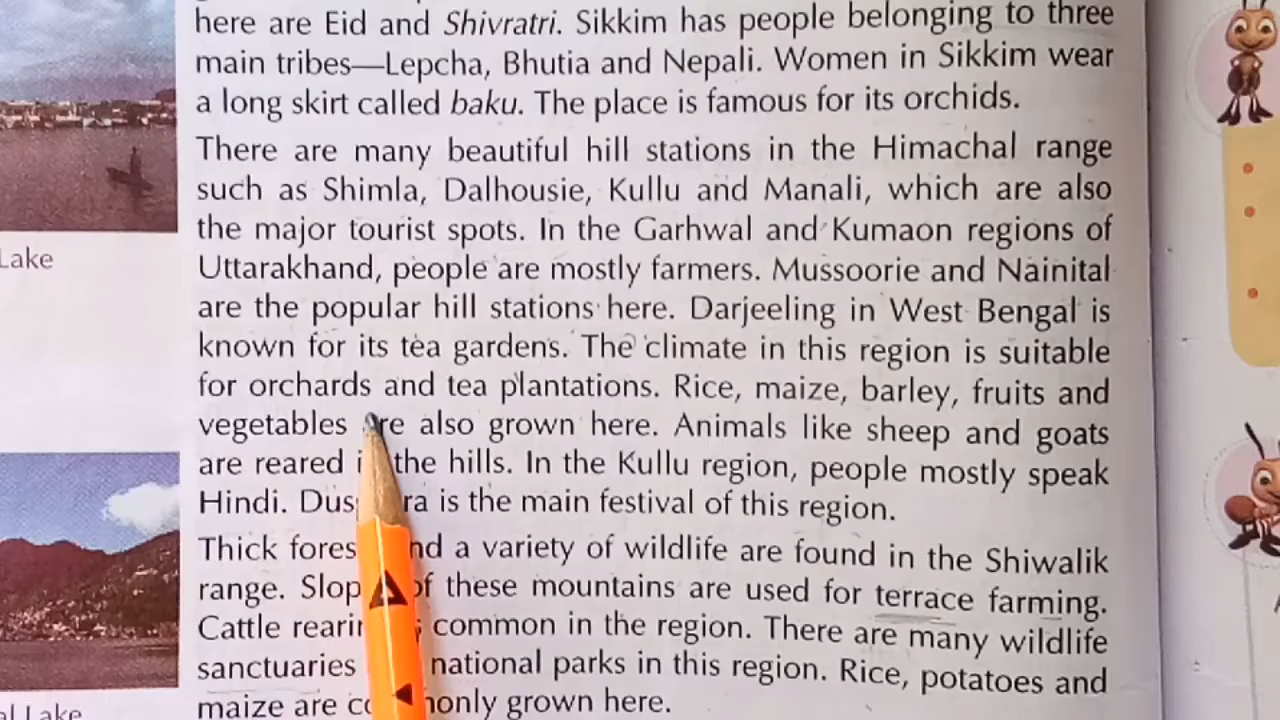 here are Eid and Shivratri. Sikkim has people belonging to three
main tribes—Lepcha, Bhutia and Nepali. Women in Sikkim wear
a long skirt called baku. The place is famous for its orchids.
There are many beautiful hill stations in the Himachal range
such as Shimla, Dalhousie, Kullu and Manali, which are also
the major tourist spots. In the Garhwal and Kumaon regions of
Lake
Uttarakhand, people are mostly farmers. Mussoorie and Nainital
are the popular hill stations here. Darjeeling in West Bengal is
known for its tea gardens. The climate in this region is suitable
for orchards and tea plantations. Rice, maize, barley, fruits and
vegetables are also grown here. Animals like sheep and goats
are reared the hills. In the Kullu region, people mostly speak
Hindi. is the main festival of this region.
Thick a variety of wildlife are found in the Shiwalik
range. of these mountains are used for terrace farming.
Cattle common in the region. There are many wildlife
sanctuaries national parks in this region. Rice, potatoes and
maize are grown here.
Lake